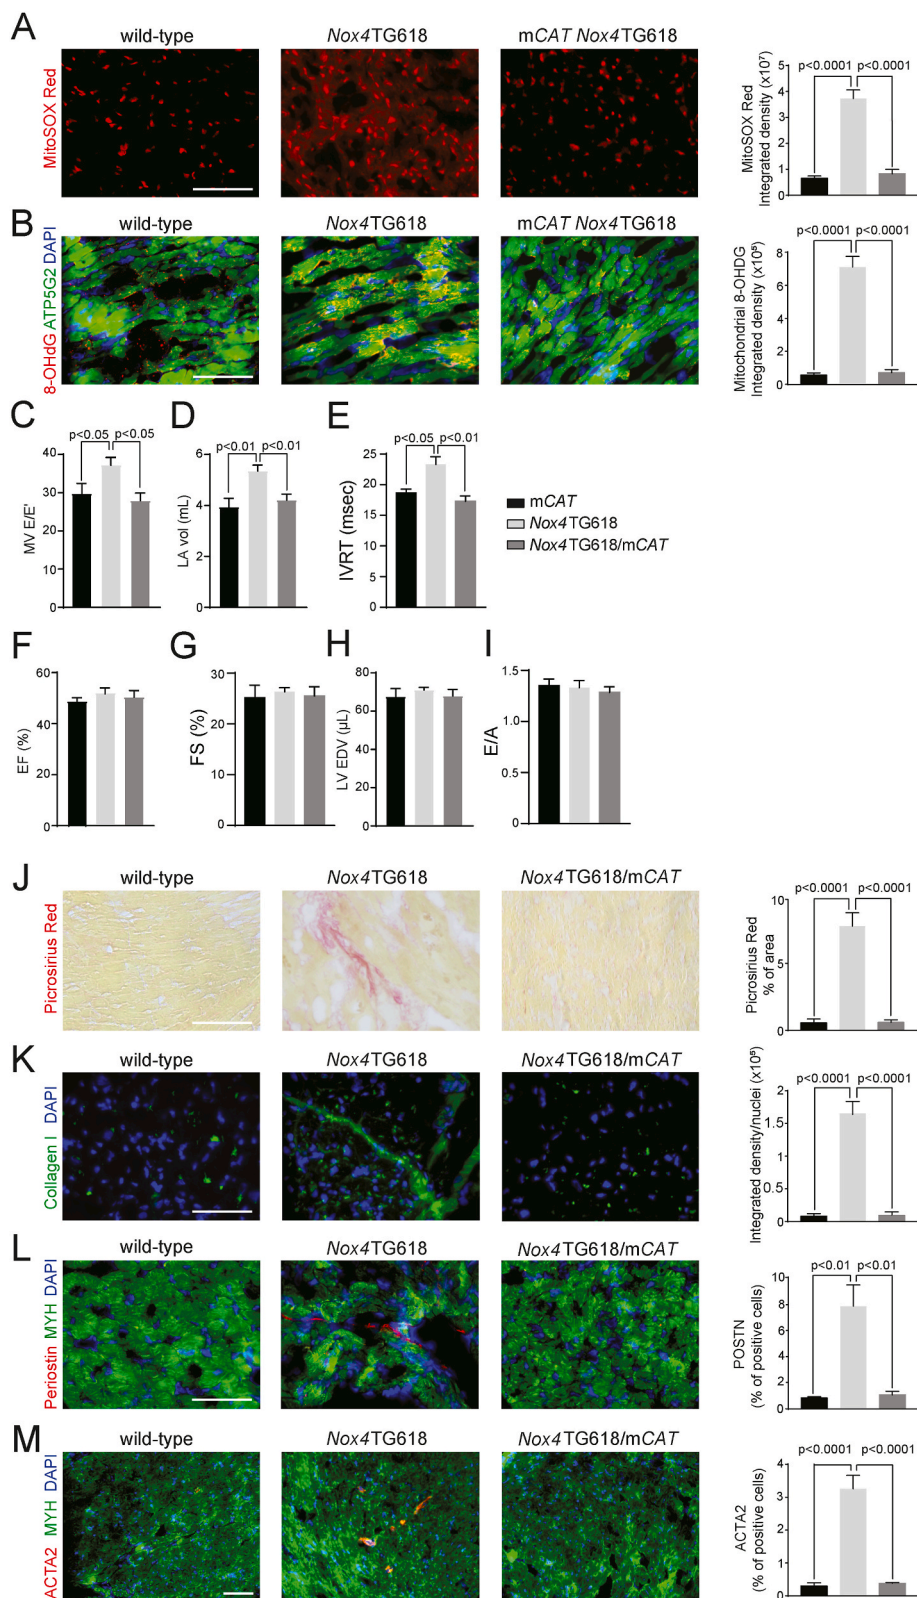 A
wild-type
Nox4TG618
mCAT Nox4TG618
MitoSOX Red
p<0.0001 p<0.0001
MitoSOX Red
Integrated density (x10⁷)
5
4
3
2
1
0
B
wild-type
Nox4TG618
mCAT Nox4TG618
8-OHdG ATP5G2 DAPI
p<0.0001 p<0.0001
Mitochondrial 8-OHDG
Integrated density (x10⁵)
8
6
4
2
0
C
p<0.05 p<0.05
MV E/E'
40
30
20
10
0
D
p<0.01 p<0.01
LA vol (mL)
6
4
2
0
E
p<0.05 p<0.01
IVRT (msec)
25
20
15
10
5
0
mCAT
Nox4TG618
Nox4TG618/mCAT
F
EF (%)
60
40
20
0
G
FS (%)
30
20
10
0
H
LV EDV (µL)
80
60
40
20
0
I
E/A
1.5
1.0
0.5
0
J
wild-type
Nox4TG618
Nox4TG618/mCAT
Picrosirius Red
p<0.0001 p<0.0001
Picrosirius Red
% of area
10
5
0
K
wild-type
Nox4TG618
Nox4TG618/mCAT
Collagen I DAPI
p<0.0001 p<0.0001
Integrated density/nuclei (x10⁵)
2
1.5
1
0.5
0
L
wild-type
Nox4TG618
Nox4TG618/mCAT
Periostin MYH DAPI
p<0.01 p<0.01
POSTN
(% of positive cells)
10
8
6
4
2
0
M
wild-type
Nox4TG618
Nox4TG618/mCAT
ACTA2 MYH DAPI
p<0.0001 p<0.0001
ACTA2
(% of positive cells)
4
3
2
1
0